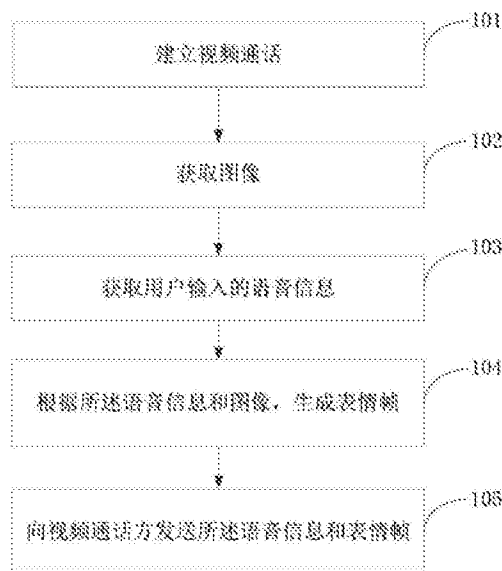 101
建立视频通话
102
获取图像
103
获取用户输入的语音信息
104
根据所述语音信息和图像，生成表情帧
105
向视频通话方发送所述语音信息和表情帧